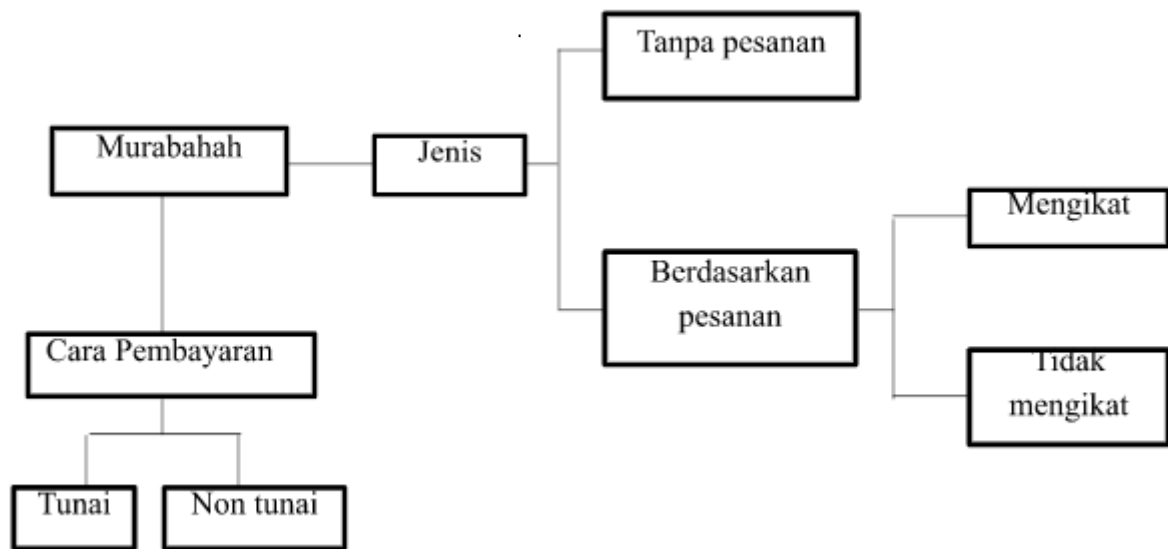 Tanpa pesanan
Murabahah
Jenis
Mengikat
Berdasarkan
pesanan
Cara Pembayaran
Tidak
mengikat
Tunai
Non tunai